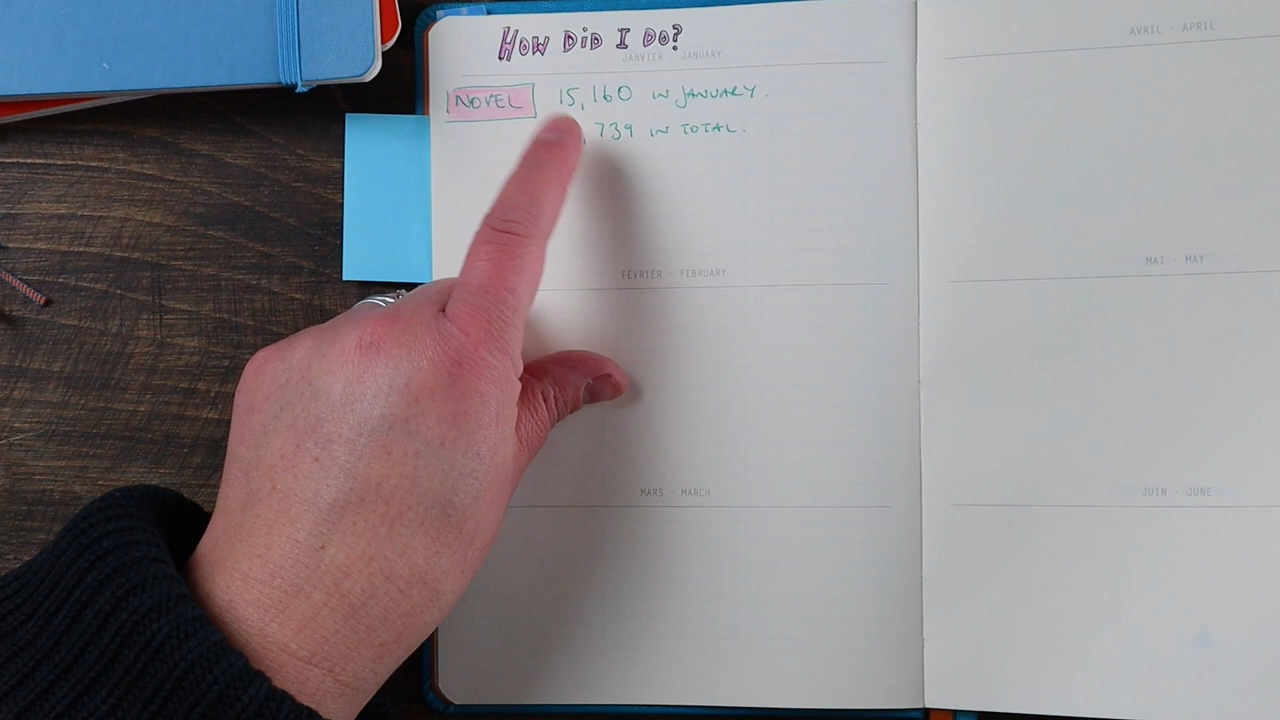 HOW DID I DO?
JANVIER - JANUARY
NOVEL 15,160 IN JANUARY.
,739 IN TOTAL.
FÉVRIER - FEBRUARY
MARS - MARCH
AVRIL - APRIL
MAI - MAY
JUIN - JUNE